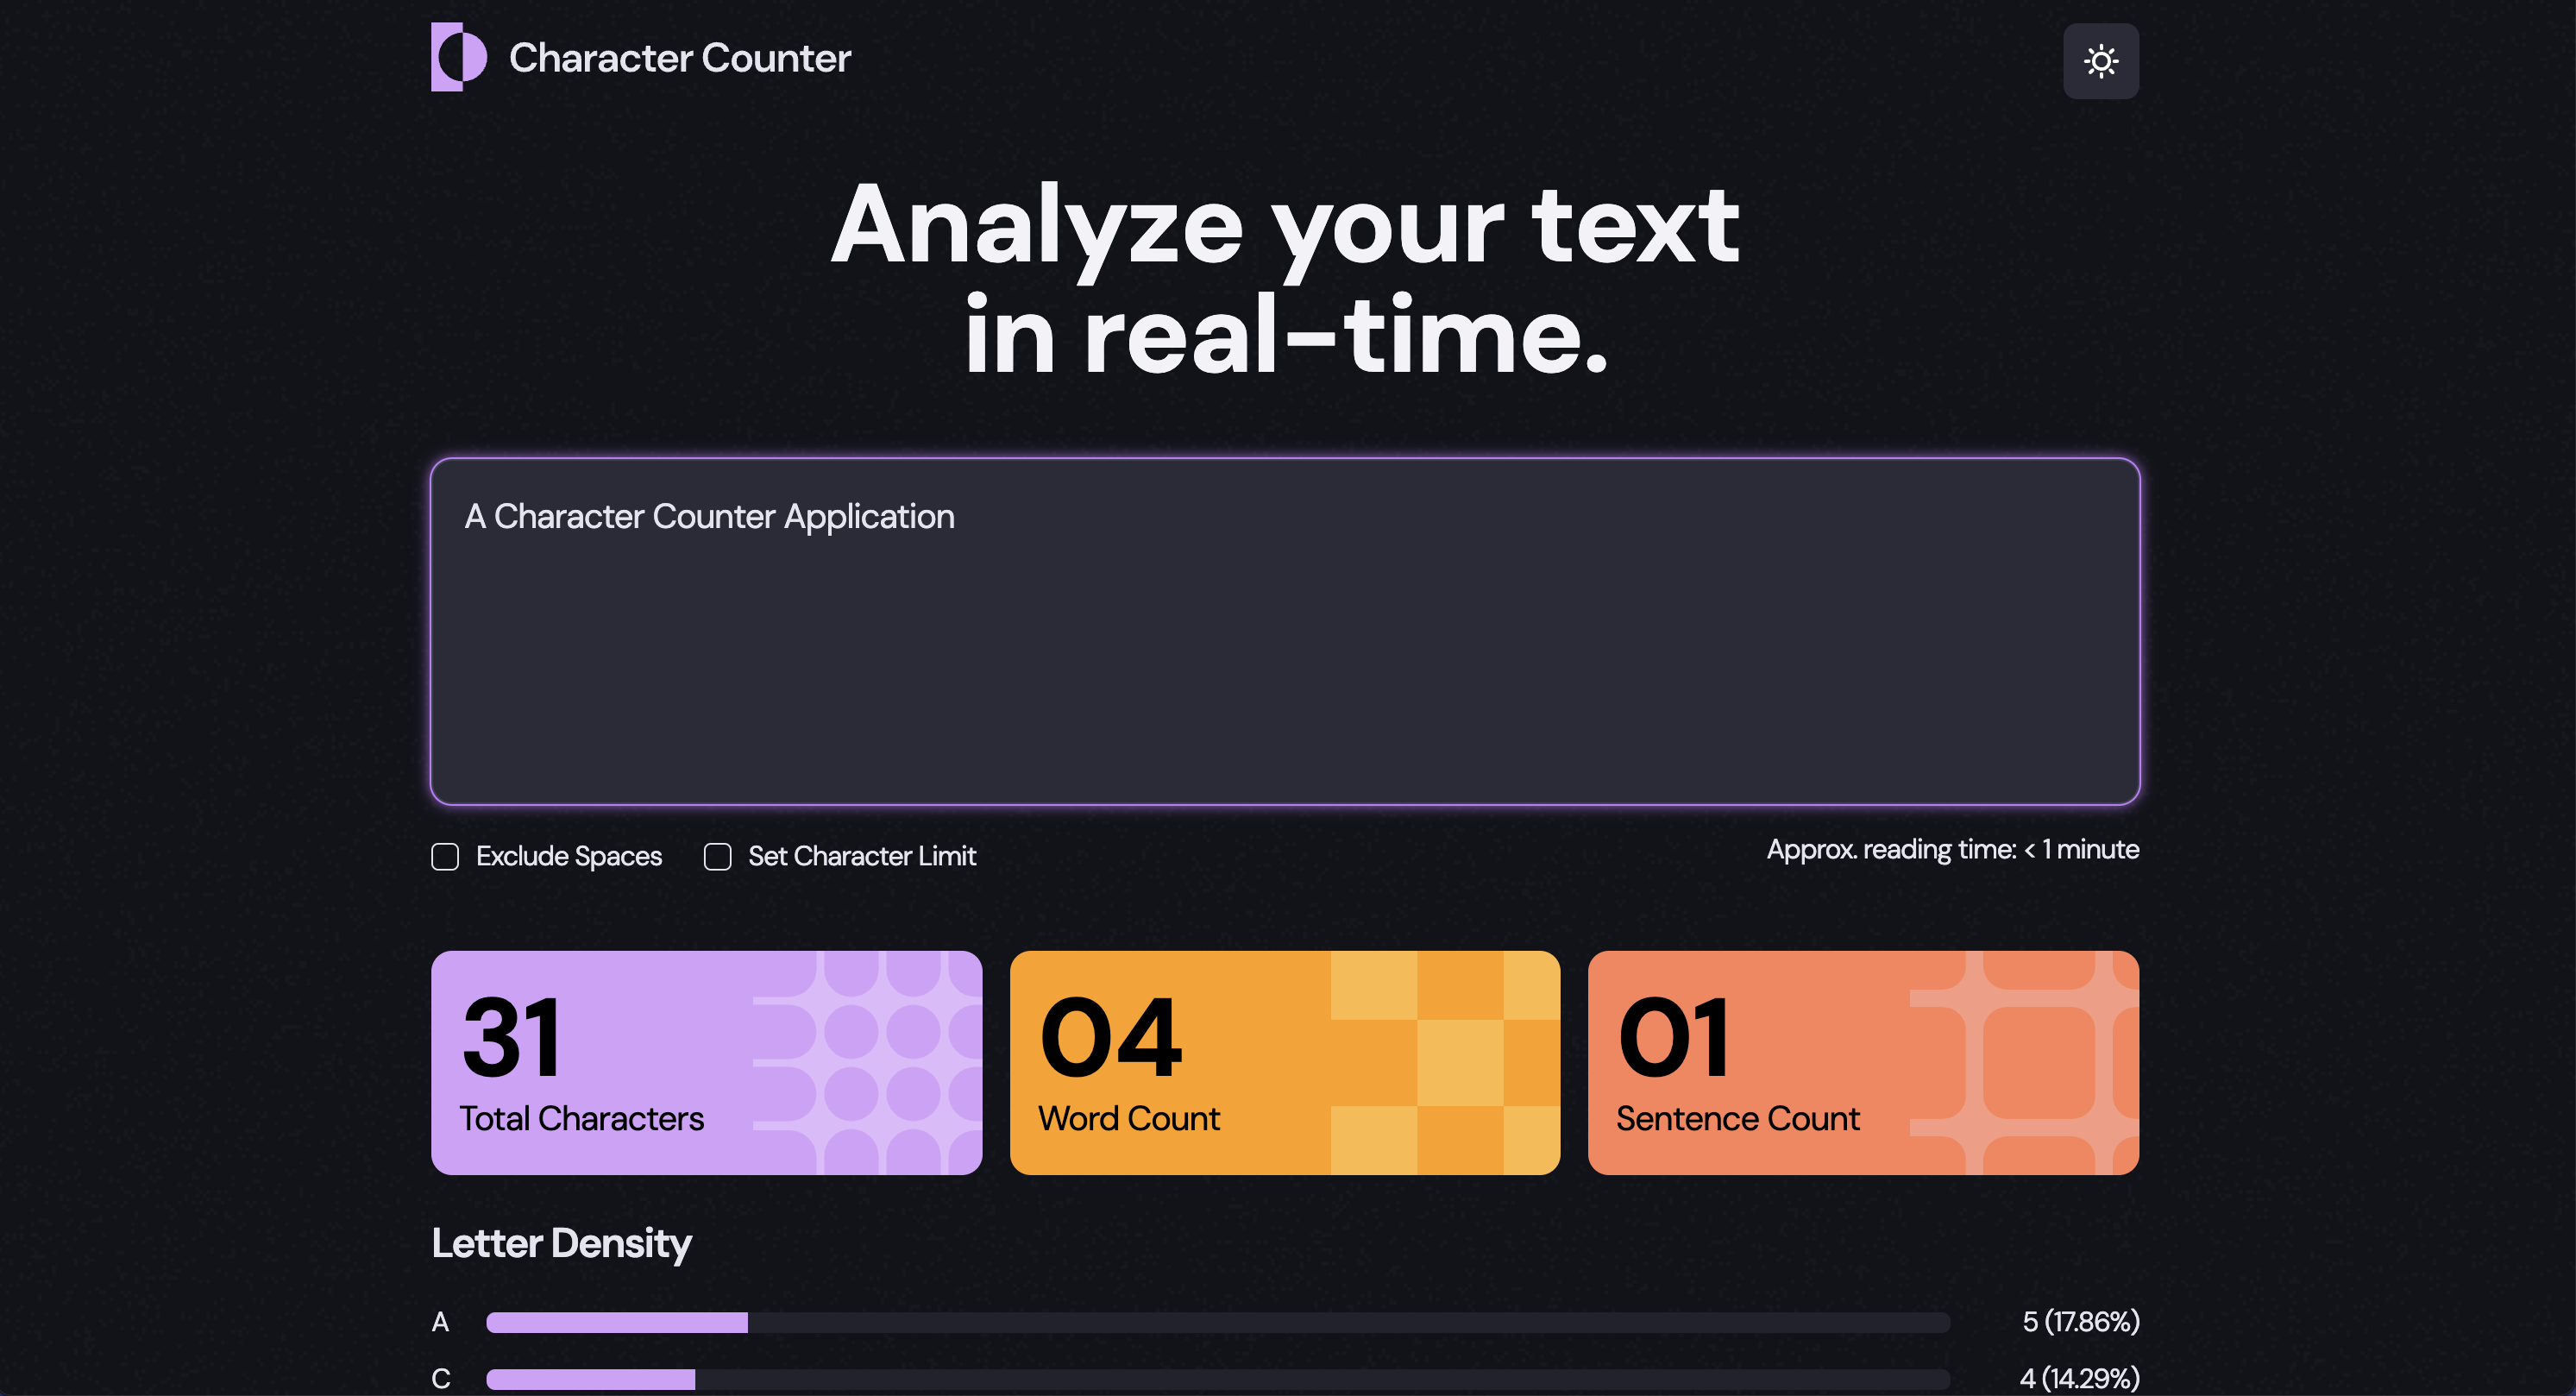 Character Counter
Analyze your text
in real-time.
A Character Counter Application
Exclude Spaces
Set Character Limit
Approx. reading time: < 1 minute
31
Total Characters
04
Word Count
01
Sentence Count
Letter Density
A 5 (17.86%)
C 4 (14.29%)